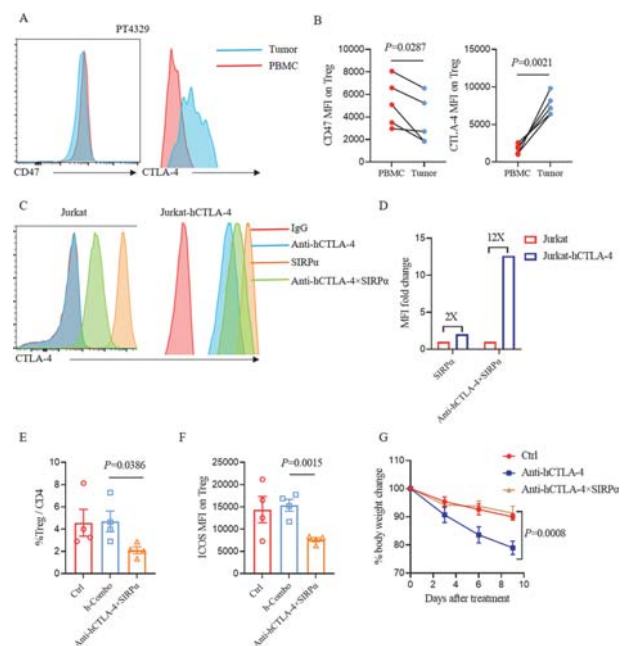 A
PT4329
Tumor
PBMC
CD47
CTLA-4
B
P=0.0287
CD47 MFI on Treg
10000
8000
6000
4000
2000
0
PBMC Tumor
P=0.0021
CTLA-4 MFI on Treg
15000
10000
5000
0
PBMC Tumor
C
Jurkat
Jurkat-hCTLA-4
IgG
Anti-hCTLA-4
SIRPα
Anti-hCTLA-4×SIRPα
CTLA-4
D
Jurkat
Jurkat-hCTLA-4
MFI fold change
15
10
5
0
2X
12X
SIRPα
Anti-hCTLA-4×SIRPα
E
P=0.0386
%Treg / CD4
10
8
6
4
2
0
Ctrl
h-Combo
Anti-hCTLA-4×SIRPα
F
P=0.0015
ICOS MFI on Treg
25000
20000
15000
10000
5000
0
Ctrl
h-Combo
Anti-hCTLA-4×SIRPα
G
Ctrl
Anti-hCTLA-4
Anti-hCTLA-4×SIRPα
P=0.0008
% body weight change
110
100
90
80
70
0 2 4 6 8 10
Days after treatment